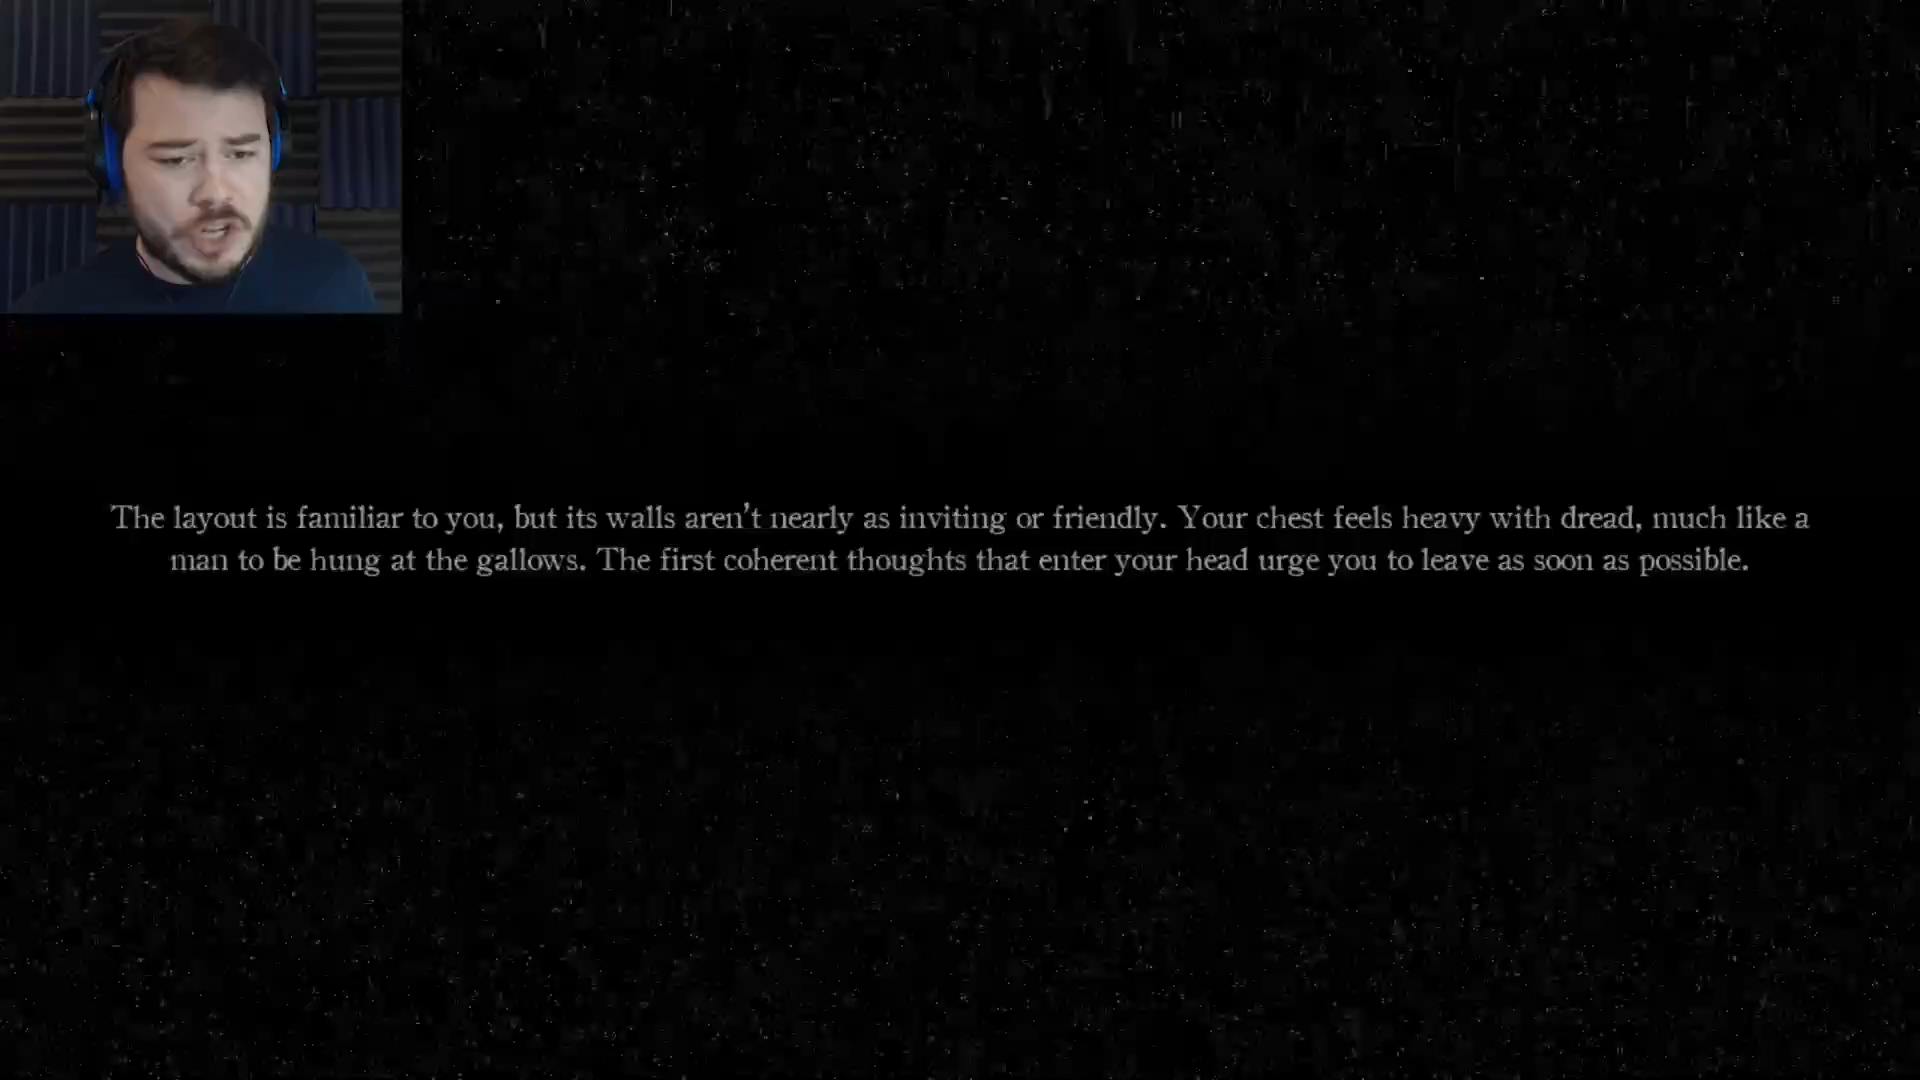 The layout is familiar to you, but its walls aren't nearly as inviting or friendly. Your chest feels heavy with dread, much like a
man to be hung at the gallows. The first coherent thoughts that enter your head urge you to leave as soon as possible.